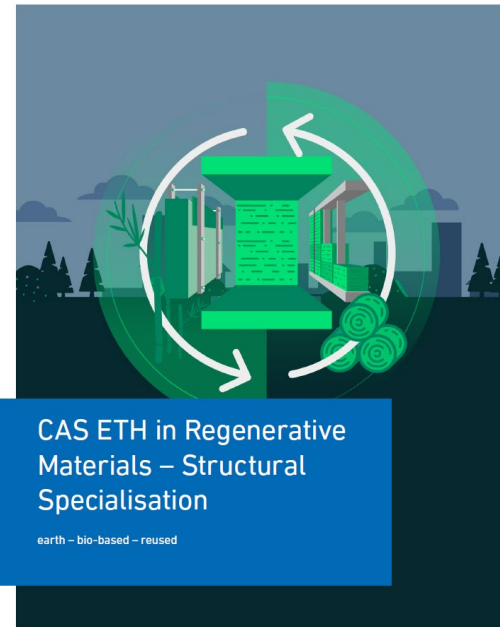 CAS ETH in Regenerative
Materials – Structural
Specialisation
earth – bio-based – reused